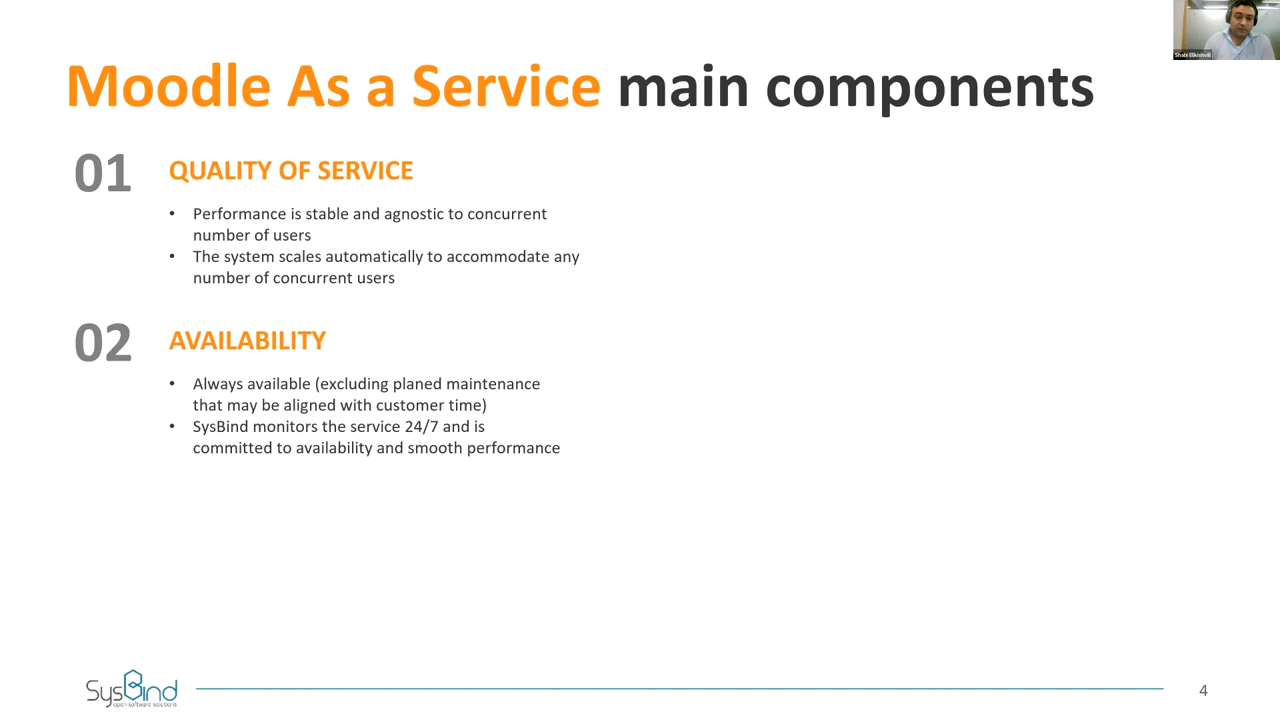 Shabi Elkishvili
Moodle As a Service main components
01
QUALITY OF SERVICE
• Performance is stable and agnostic to concurrent
number of users
• The system scales automatically to accommodate any
number of concurrent users
02
AVAILABILITY
• Always available (excluding planed maintenance
that may be aligned with customer time)
• SysBind monitors the service 24/7 and is
committed to availability and smooth performance
SysBind
open software solutions
4